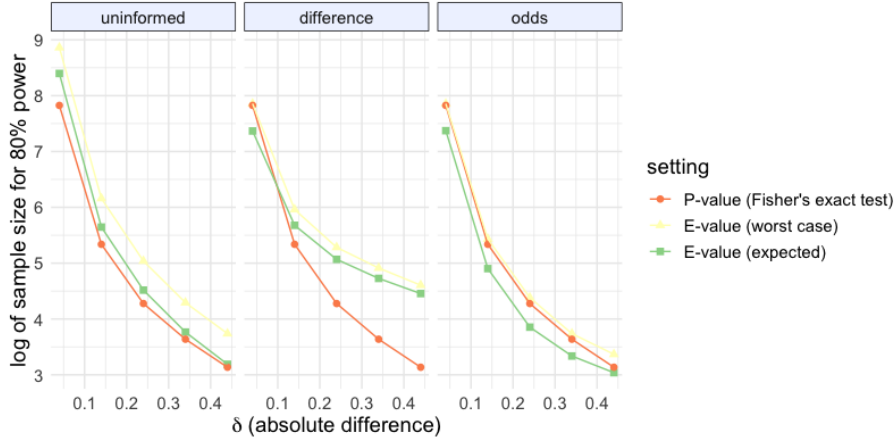 uninformed difference odds
log of sample size for 80% power
9
8
7
6
5
4
3
0.1 0.2 0.3 0.4 0.1 0.2 0.3 0.4 0.1 0.2 0.3 0.4
δ (absolute difference)
setting
P-value (Fisher's exact test)
E-value (worst case)
E-value (expected)